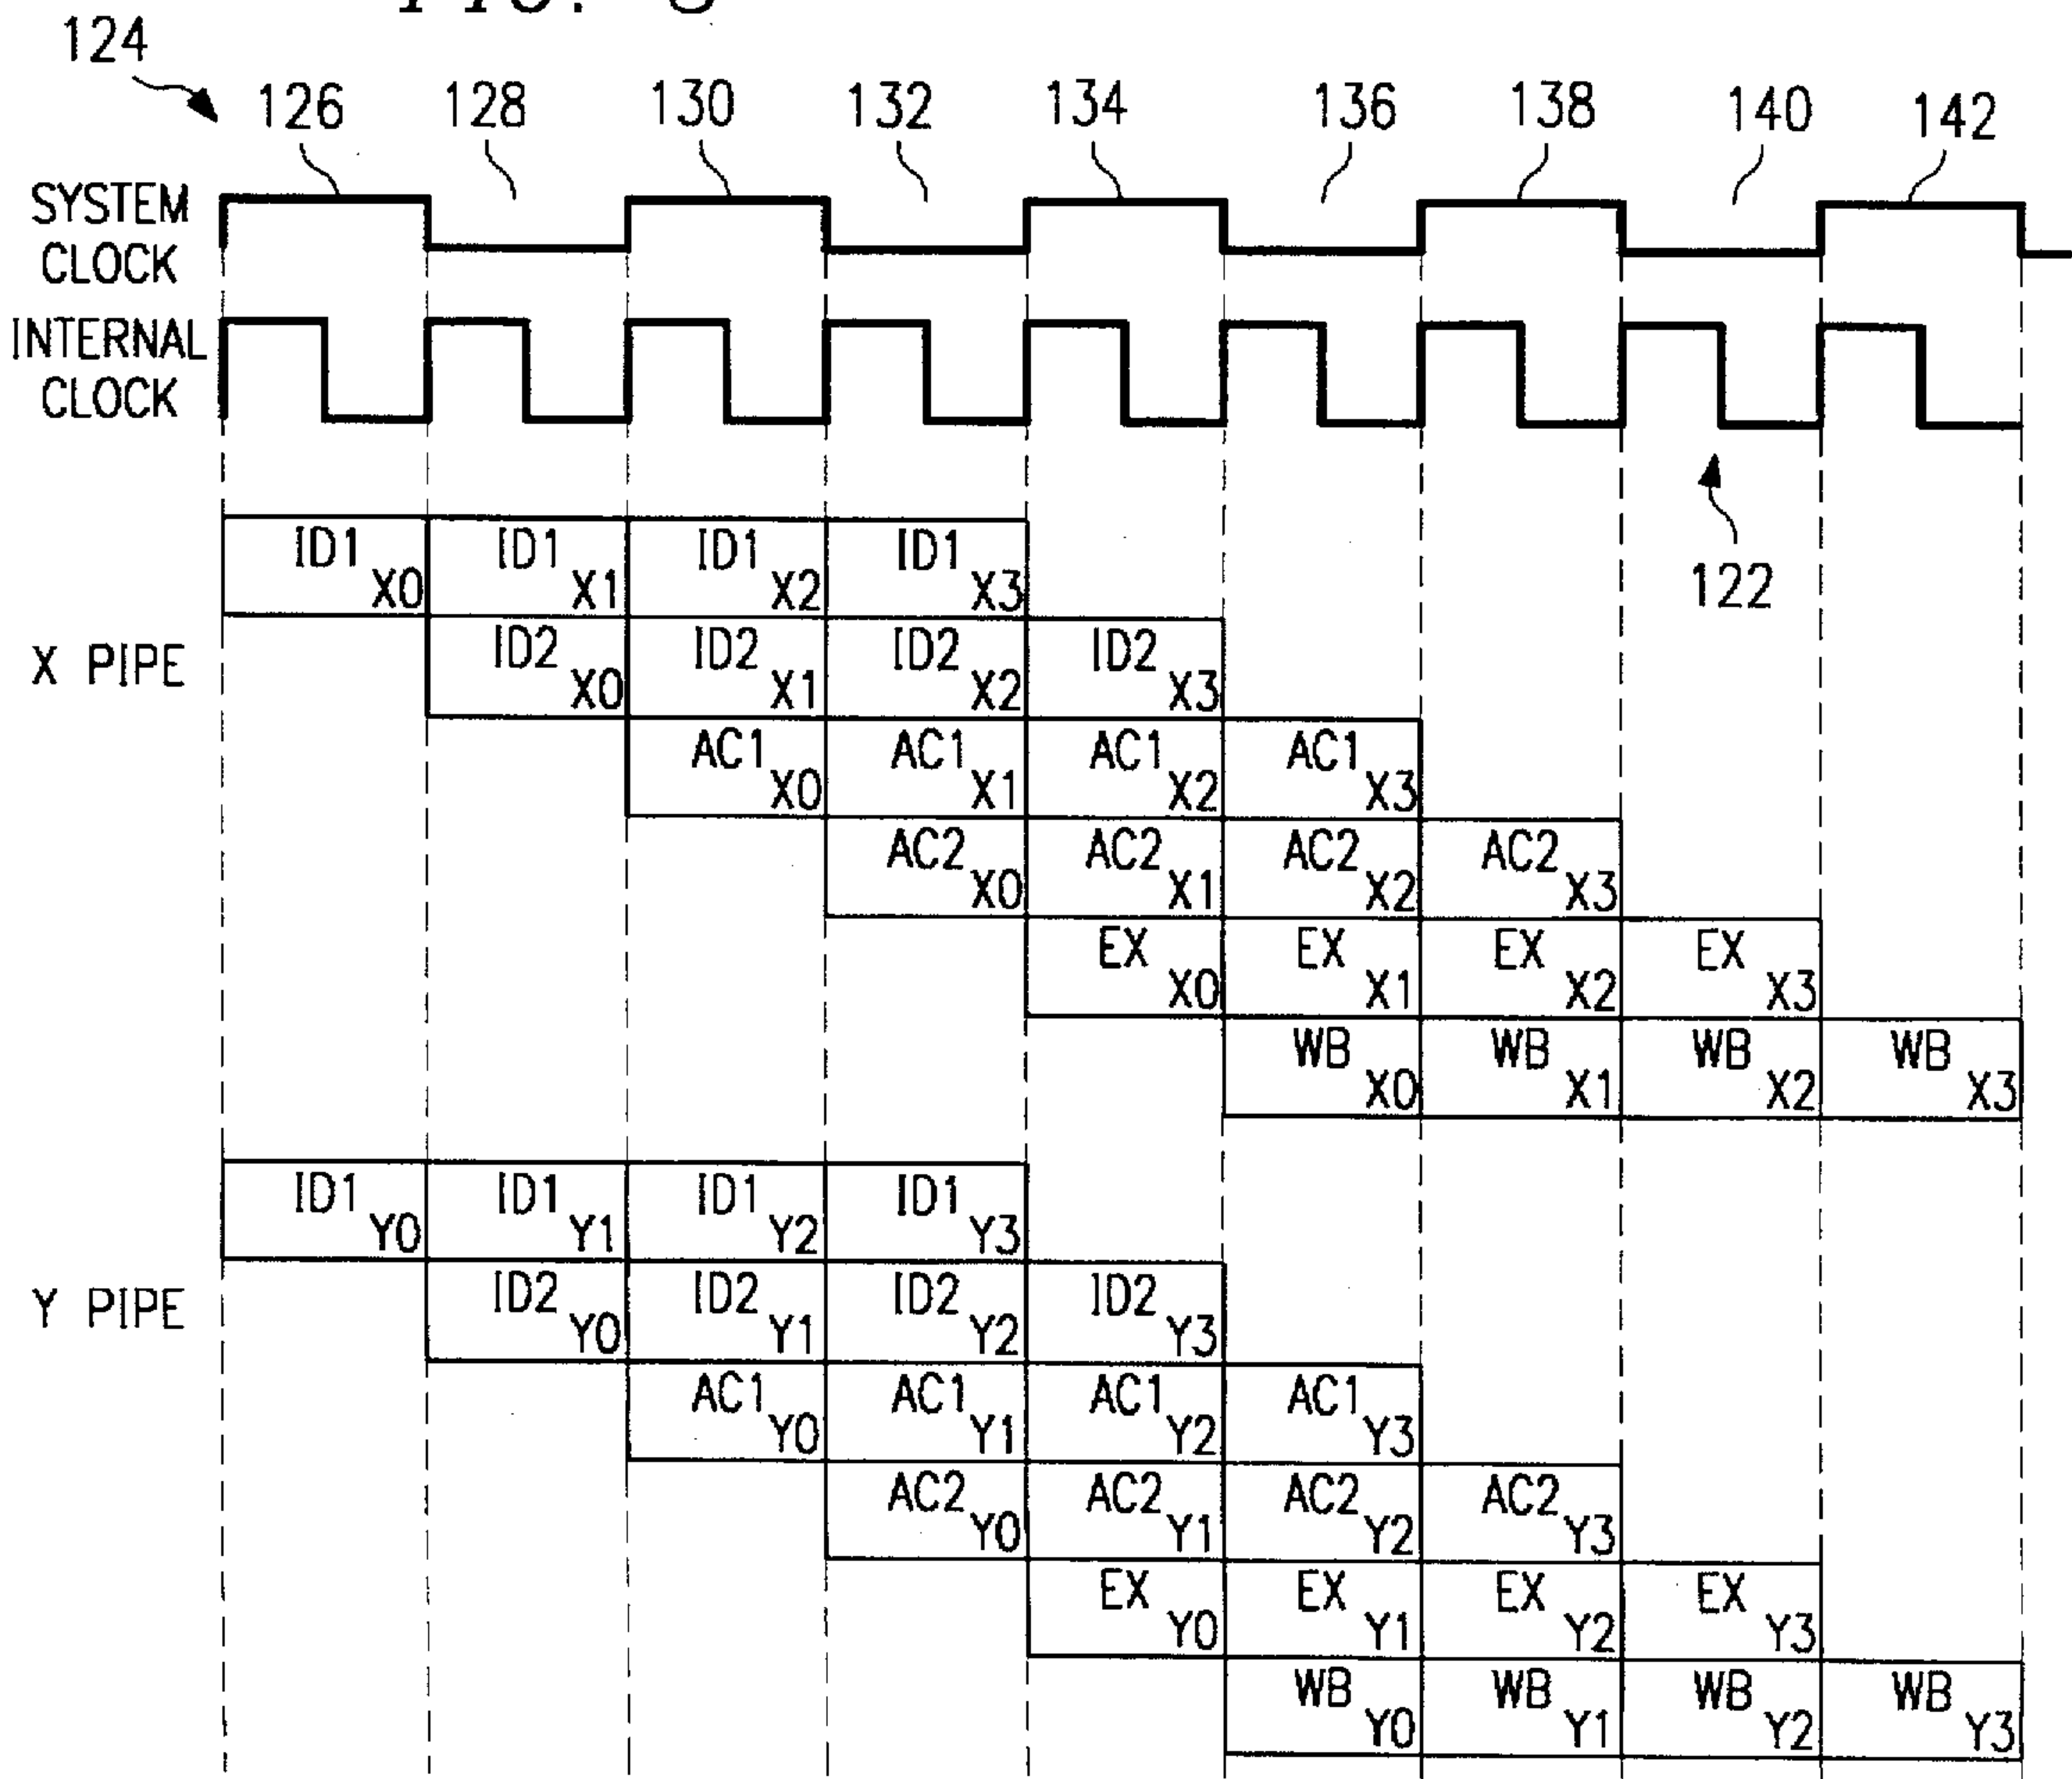 FIG. 3
124
126 128 130 132 134 136 138 140 142
SYSTEM
CLOCK
INTERNAL
CLOCK
122
X PIPE
ID1 X0 ID1 X1 ID1 X2 ID1 X3
ID2 X0 ID2 X1 ID2 X2 ID2 X3
AC1 X0 AC1 X1 AC1 X2 AC1 X3
AC2 X0 AC2 X1 AC2 X2 AC2 X3
EX X0 EX X1 EX X2 EX X3
WB X0 WB X1 WB X2 WB X3
Y PIPE
ID1 Y0 ID1 Y1 ID1 Y2 ID1 Y3
ID2 Y0 ID2 Y1 ID2 Y2 ID2 Y3
AC1 Y0 AC1 Y1 AC1 Y2 AC1 Y3
AC2 Y0 AC2 Y1 AC2 Y2 AC2 Y3
EX Y0 EX Y1 EX Y2 EX Y3
WB Y0 WB Y1 WB Y2 WB Y3